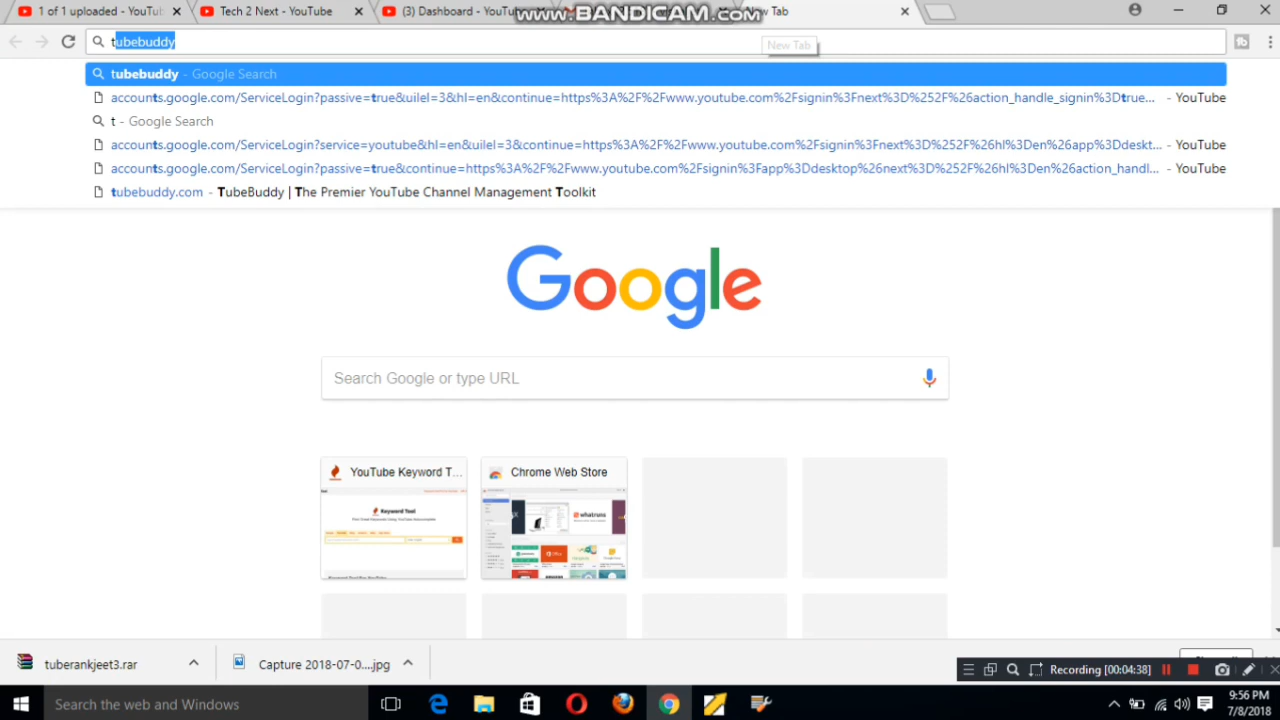 1 of 1 uploaded - YouTub
Tech 2 Next - YouTube
(3) Dashboard - YouTu
www.BANDICAM.com
New Tab
tubebuddy
New Tab
tubebuddy - Google Search
accounts.google.com/ServiceLogin?passive=true&uilel=3&hl=en&continue=https%3A%2F%2Fwww.youtube.com%2Fsignin%3Fnext%3D%252F%26action_handle_signin%3Dtrue... - YouTube
t - Google Search
accounts.google.com/ServiceLogin?service=youtube&hl=en&uilel=3&continue=https%3A%2F%2Fwww.youtube.com%2Fsignin%3Fnext%3D%252F%26hl%3Den%26app%3Ddeskt... - YouTube
accounts.google.com/ServiceLogin?passive=true&continue=https%3A%2F%2Fwww.youtube.com%2Fsignin%3Fapp%3Ddesktop%26next%3D%252F%26hl%3Den%26action_handl... - YouTube
tubebuddy.com - TubeBuddy | The Premier YouTube Channel Management Toolkit
Google
Search Google or type URL
YouTube Keyword T...
Chrome Web Store
Keyword Tool
whatruns
Office
tuberankjeet3.rar
Capture 2018-07-0....jpg
Recording [00:04:38]
Search the web and Windows
9:56 PM
7/8/2018